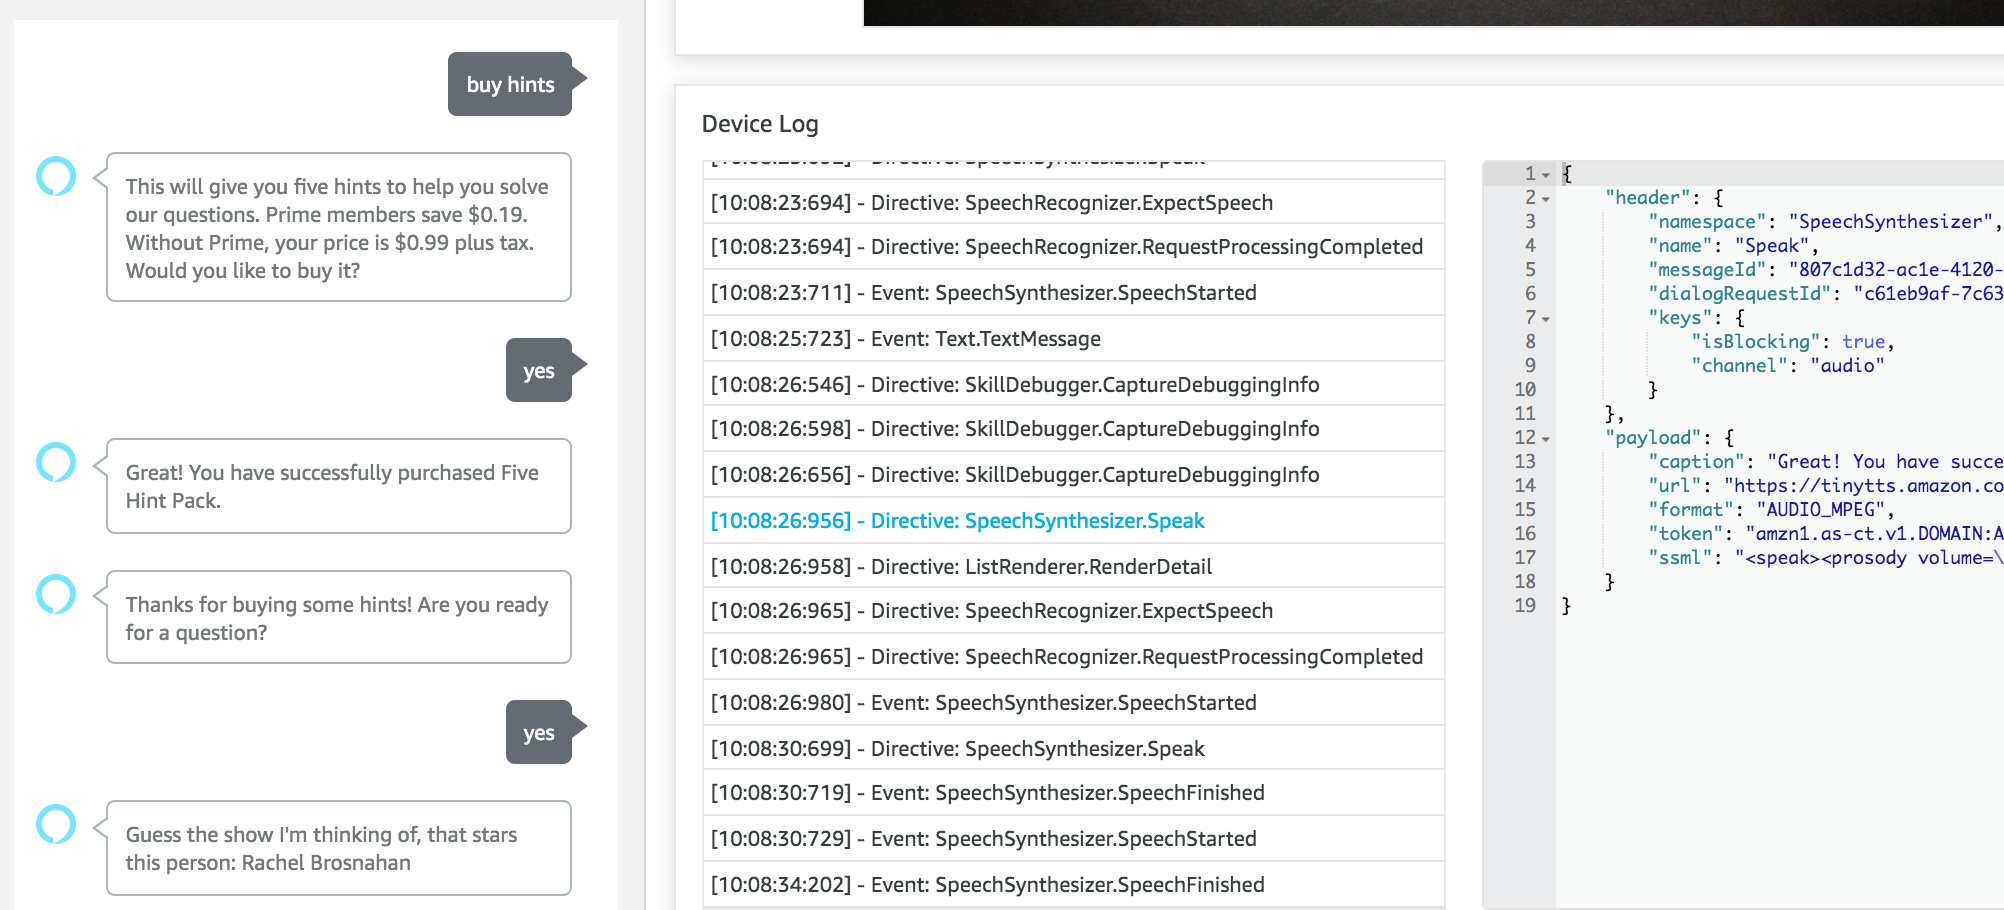 buy hints
This will give you five hints to help you solve
our questions. Prime members save $0.19.
Without Prime, your price is $0.99 plus tax.
Would you like to buy it?
yes
Great! You have successfully purchased Five
Hint Pack.
Thanks for buying some hints! Are you ready
for a question?
yes
Guess the show I'm thinking of, that stars
this person: Rachel Brosnahan
Device Log
[10:08:23:694] - Directive: SpeechRecognizer.ExpectSpeech
[10:08:23:694] - Directive: SpeechRecognizer.RequestProcessingCompleted
[10:08:23:711] - Event: SpeechSynthesizer.SpeechStarted
[10:08:25:723] - Event: Text.TextMessage
[10:08:26:546] - Directive: SkillDebugger.CaptureDebuggingInfo
[10:08:26:598] - Directive: SkillDebugger.CaptureDebuggingInfo
[10:08:26:656] - Directive: SkillDebugger.CaptureDebuggingInfo
[10:08:26:956] - Directive: SpeechSynthesizer.Speak
[10:08:26:958] - Directive: ListRenderer.RenderDetail
[10:08:26:965] - Directive: SpeechRecognizer.ExpectSpeech
[10:08:26:965] - Directive: SpeechRecognizer.RequestProcessingCompleted
[10:08:26:980] - Event: SpeechSynthesizer.SpeechStarted
[10:08:30:699] - Directive: SpeechSynthesizer.Speak
[10:08:30:719] - Event: SpeechSynthesizer.SpeechFinished
[10:08:30:729] - Event: SpeechSynthesizer.SpeechStarted
[10:08:34:202] - Event: SpeechSynthesizer.SpeechFinished
1 {
2 "header": {
3 "namespace": "SpeechSynthesizer",
4 "name": "Speak",
5 "messageId": "807c1d32-ac1e-4120-
6 "dialogRequestId": "c61eb9af-7c63
7 "keys": {
8 "isBlocking": true,
9 "channel": "audio"
10 }
11 },
12 "payload": {
13 "caption": "Great! You have succe
14 "url": "https://tinytts.amazon.co
15 "format": "AUDIO_MPEG",
16 "token": "amzn1.as-ct.v1.DOMAIN:A
17 "ssml": "<speak><prosody volume=\
18 }
19 }